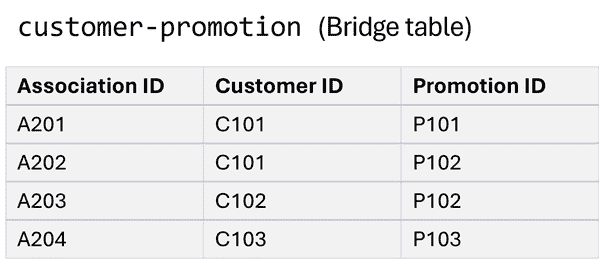 customer-promotion (Bridge table)
Association ID Customer ID Promotion ID
A201 C101 P101
A202 C101 P102
A203 C102 P102
A204 C103 P103